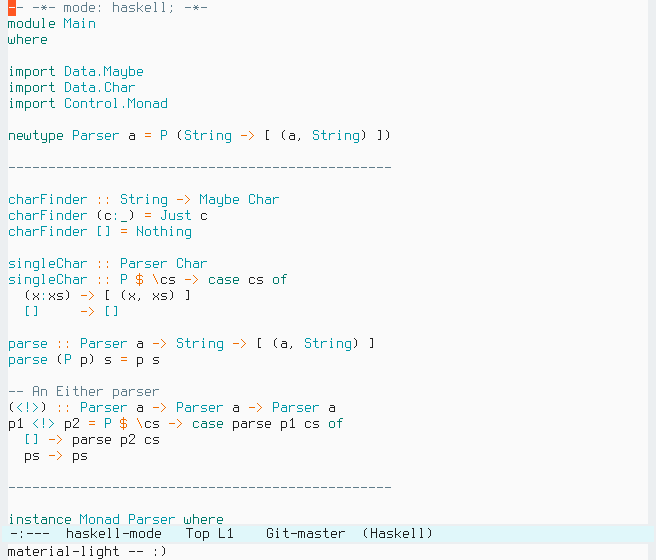 -- -*- mode: haskell; -*-
module Main
where

import Data.Maybe
import Data.Char
import Control.Monad

newtype Parser a = P (String -> [ (a, String) ])

------------------------------------------------

charFinder :: String -> Maybe Char
charFinder (c:_) = Just c
charFinder [] = Nothing

singleChar :: Parser Char
singleChar :: P $ \cs -> case cs of
  (x:xs) -> [ (x, xs) ]
  []     -> []

parse :: Parser a -> String -> [ (a, String) ]
parse (P p) s = p s

-- An Either parser
(<!>) :: Parser a -> Parser a -> Parser a
p1 <!> p2 = P $ \cs -> case parse p1 cs of
  [] -> parse p2 cs
  ps -> ps

------------------------------------------------

instance Monad Parser where
-:---  haskell-mode   Top L1    Git-master  (Haskell)
material-light -- :)